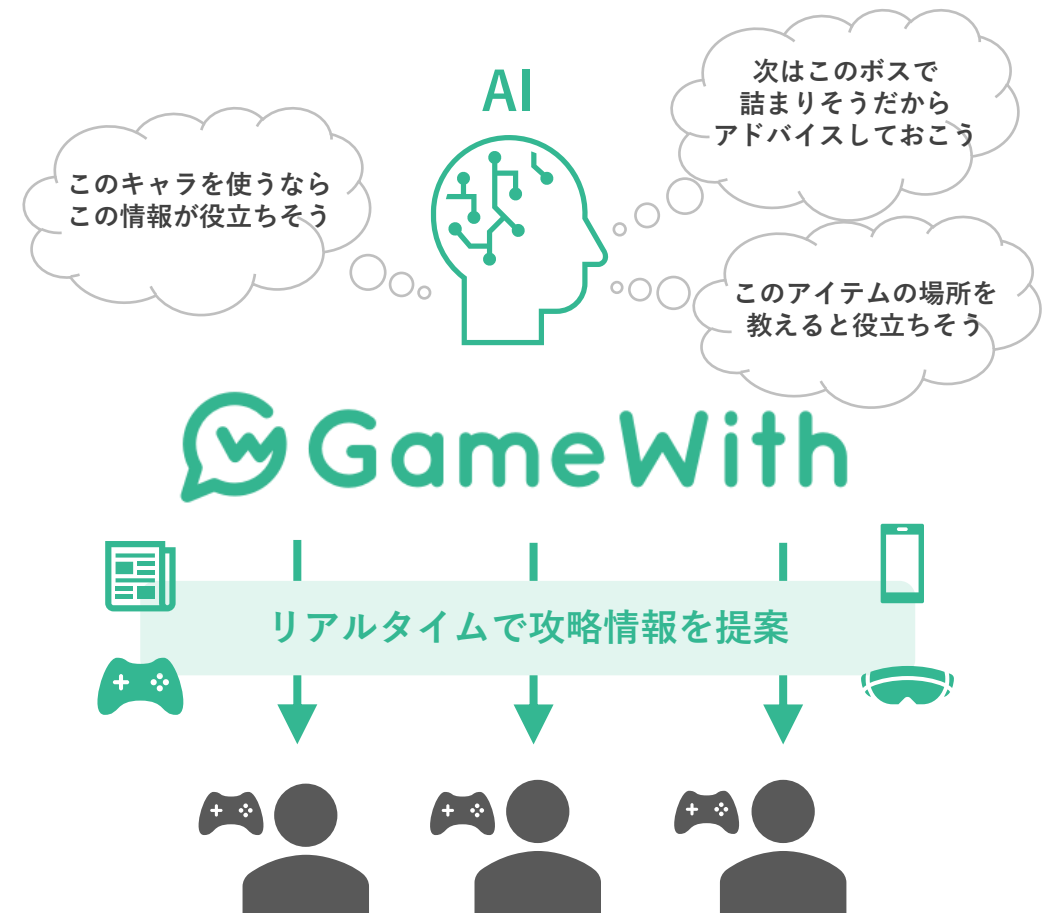 AI
次はこのボスで
詰まりそうだから
アドバイスしておこう
このキャラを使うなら
この情報が役立ちそう
このアイテムの場所を
教えると役立ちそう
GameWith
リアルタイムで攻略情報を提案